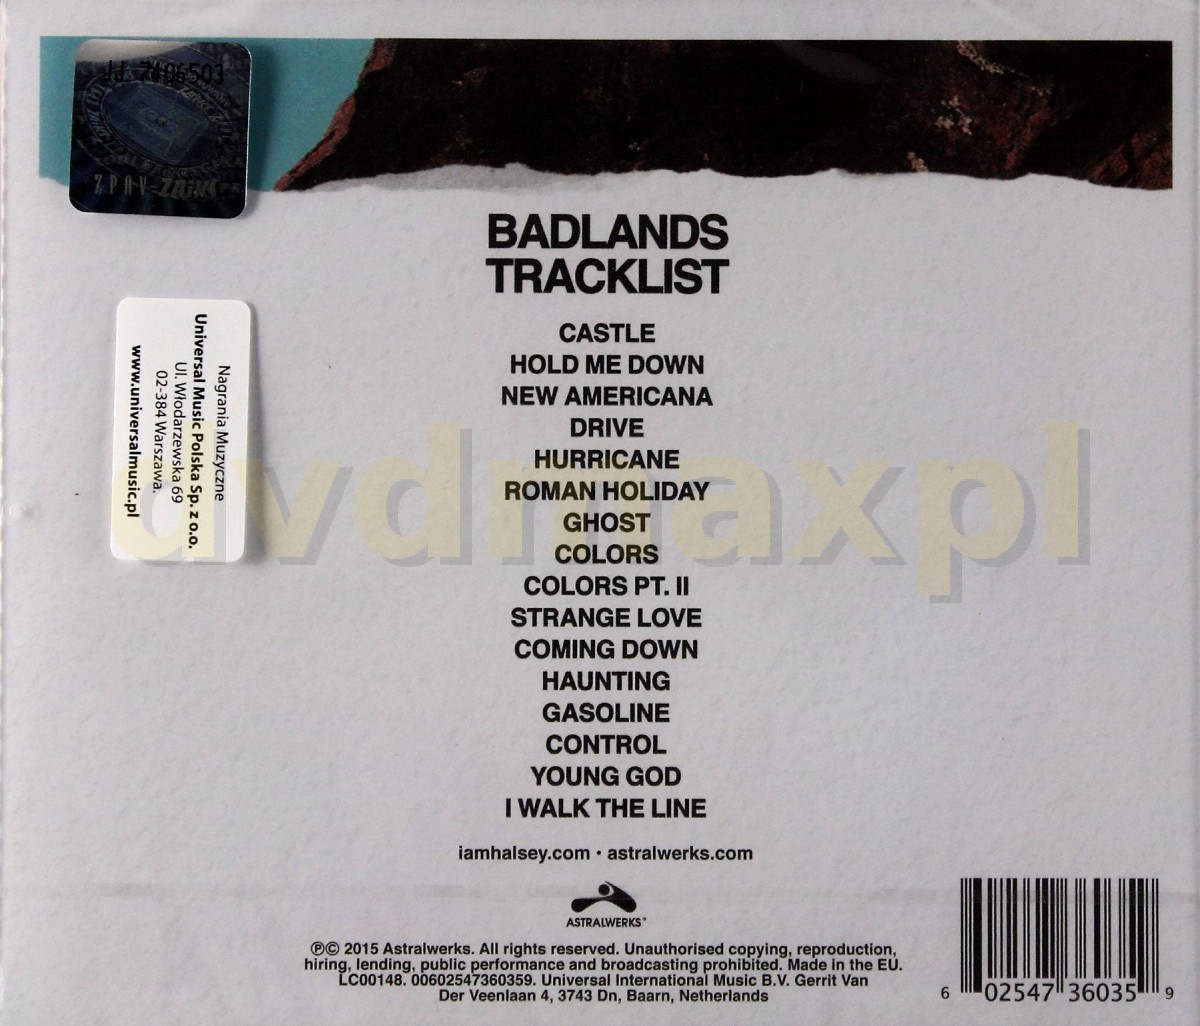 JJ 7406503
ZPAV-ZAiKS
BADLANDS
TRACKLIST
CASTLE
HOLD ME DOWN
NEW AMERICANA
DRIVE
HURRICANE
ROMAN HOLIDAY
GHOST
COLORS
COLORS PT. II
STRANGE LOVE
COMING DOWN
HAUNTING
GASOLINE
CONTROL
YOUNG GOD
I WALK THE LINE
Nagrania Muzyczne
Universal Music Polska Sp. z o.o.
Ul. Włodarzewska 69
02-384 Warszawa.
www.universalmusic.pl
dvdmaxpl
iamhalsey.com • astralwerks.com
ASTRALWERKS®
℗© 2015 Astralwerks. All rights reserved. Unauthorised copying, reproduction,
hiring, lending, public performance and broadcasting prohibited. Made in the EU.
LC00148. 00602547360359. Universal International Music B.V. Gerrit Van
Der Veenlaan 4, 3743 Dn, Baarn, Netherlands
6 02547 36035 9